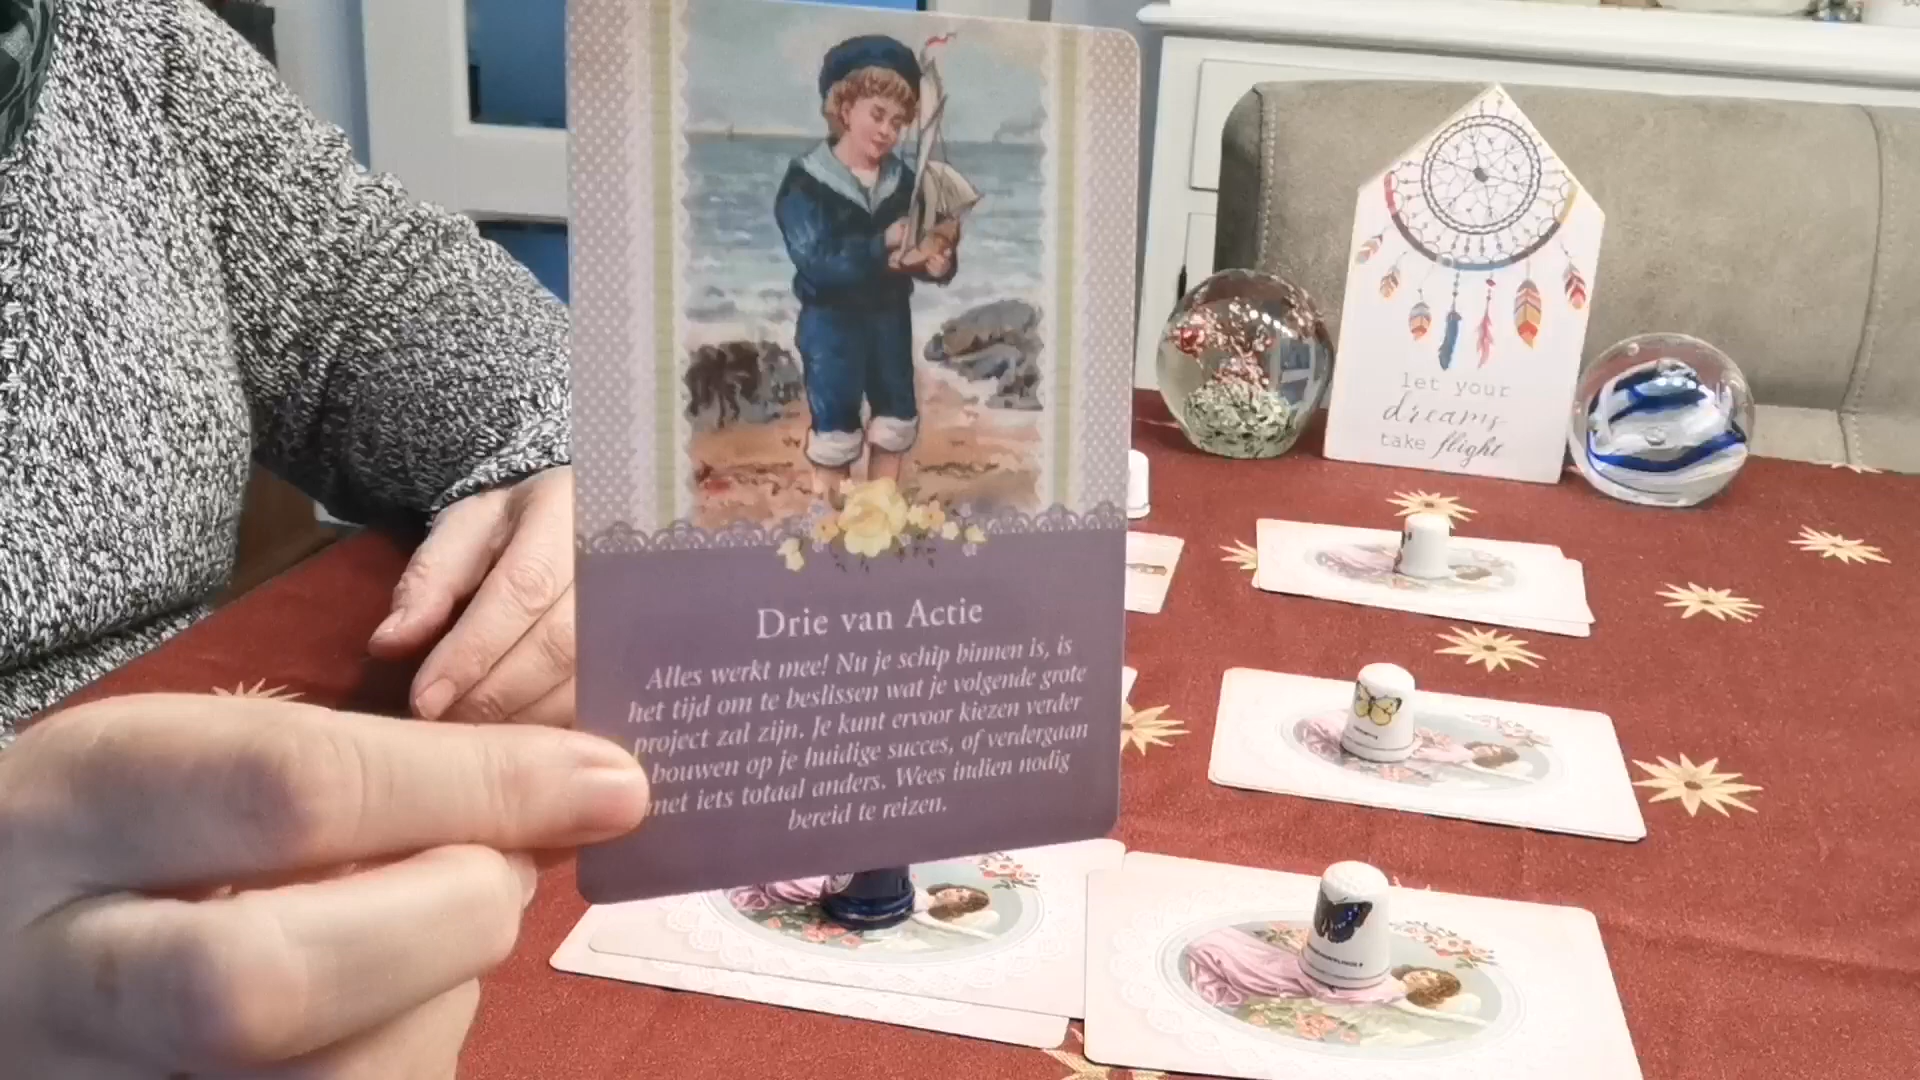 Drie van Actie
Alles werkt mee! Nu je schip binnen is, is
het tijd om te beslissen wat je volgende grote
project zal zijn. Je kunt ervoor kiezen verder
bouwen op je huidige succes, of verdergaan
met iets totaal anders. Wees indien nodig
bereid te reizen.
let your
dreams
take flight